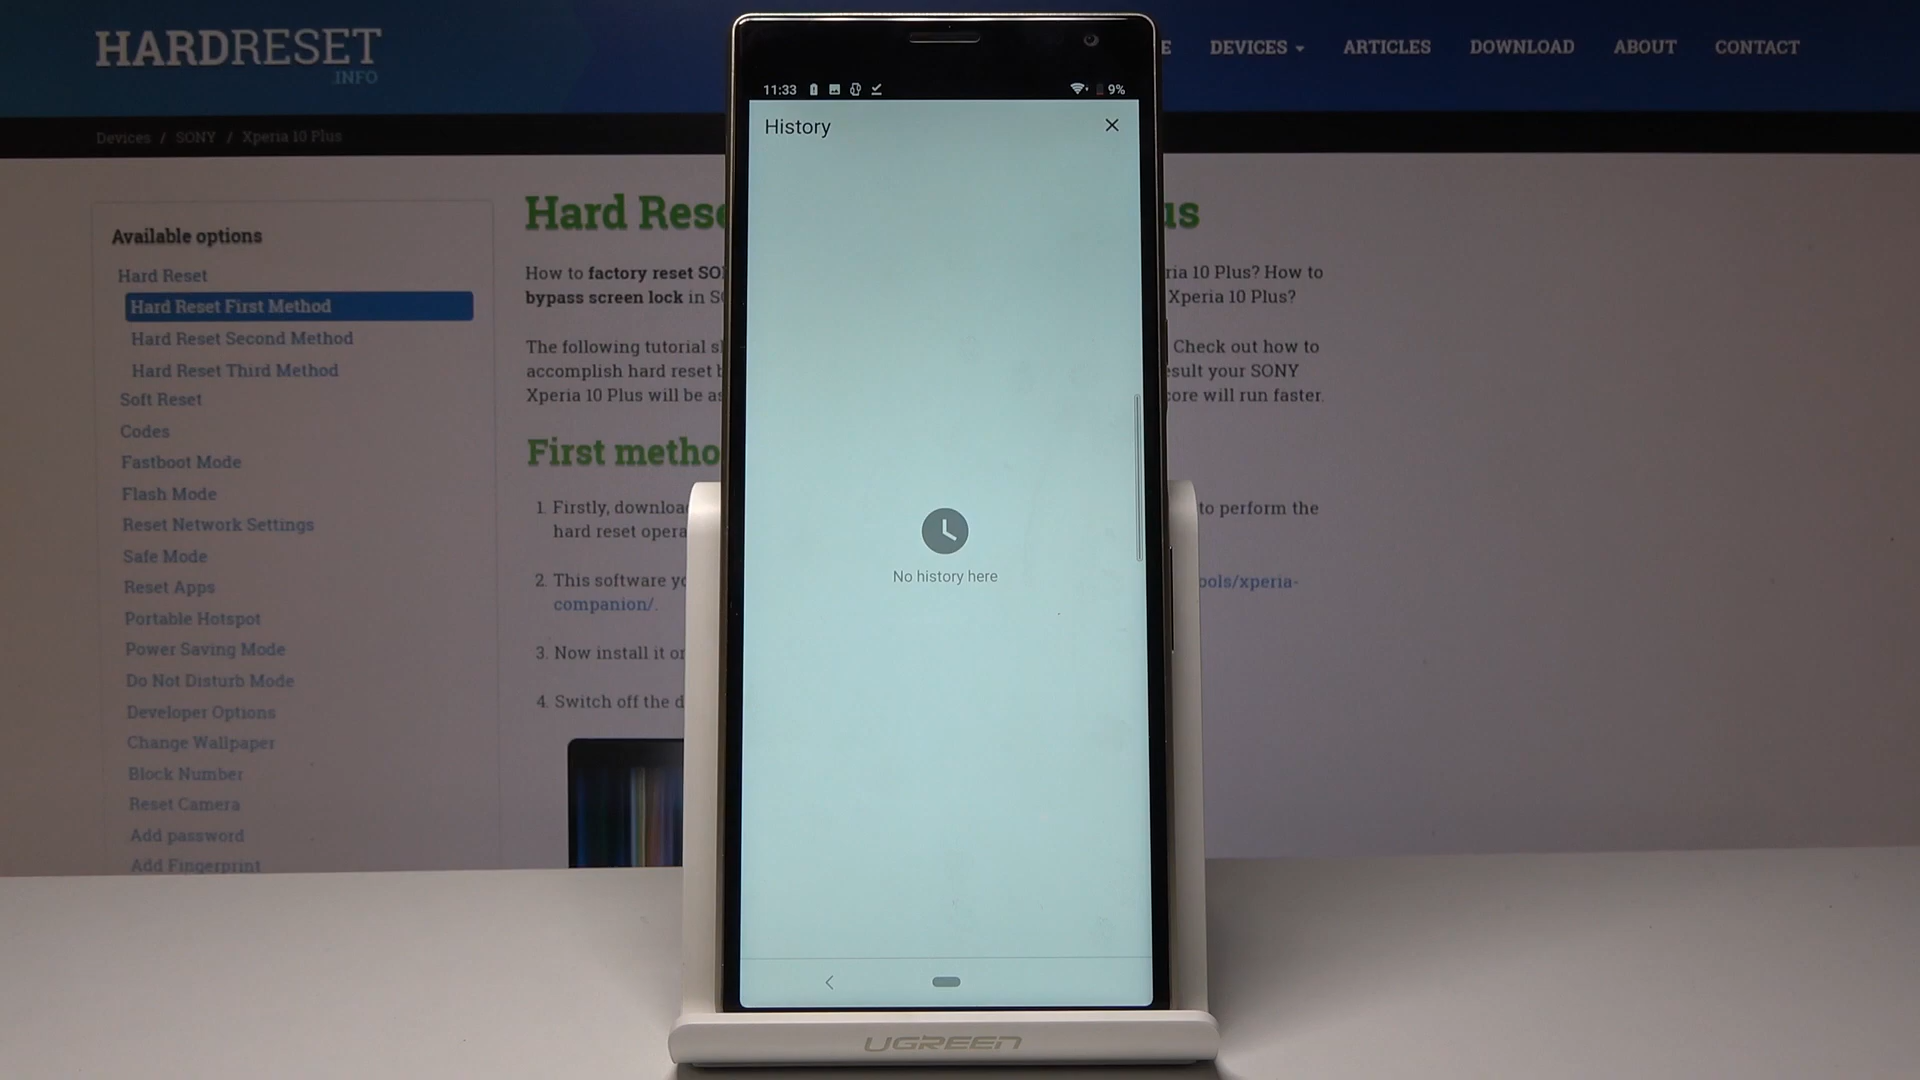 HARDRESET
.INFO
E DEVICES ARTICLES DOWNLOAD ABOUT CONTACT
Devices / SONY / Xperia 10 Plus
Available options
Hard Reset
Hard Reset First Method
Hard Reset Second Method
Hard Reset Third Method
Soft Reset
Codes
Fastboot Mode
Flash Mode
Reset Network Settings
Safe Mode
Reset Apps
Portable Hotspot
Power Saving Mode
Do Not Disturb Mode
Developer Options
Change Wallpaper
Block Number
Reset Camera
Add password
Add Fingerprint
Hard Rese us
How to factory reset SO ria 10 Plus? How to
bypass screen lock in S Xperia 10 Plus?
The following tutorial s Check out how to
accomplish hard reset b esult your SONY
Xperia 10 Plus will be as core will run faster.
First metho
1. Firstly, downloa to perform the
hard reset opera
2. This software yo ools/xperia-
companion/.
3. Now install it or
4. Switch off the d
11:33 9%
History
No history here
UGREEN